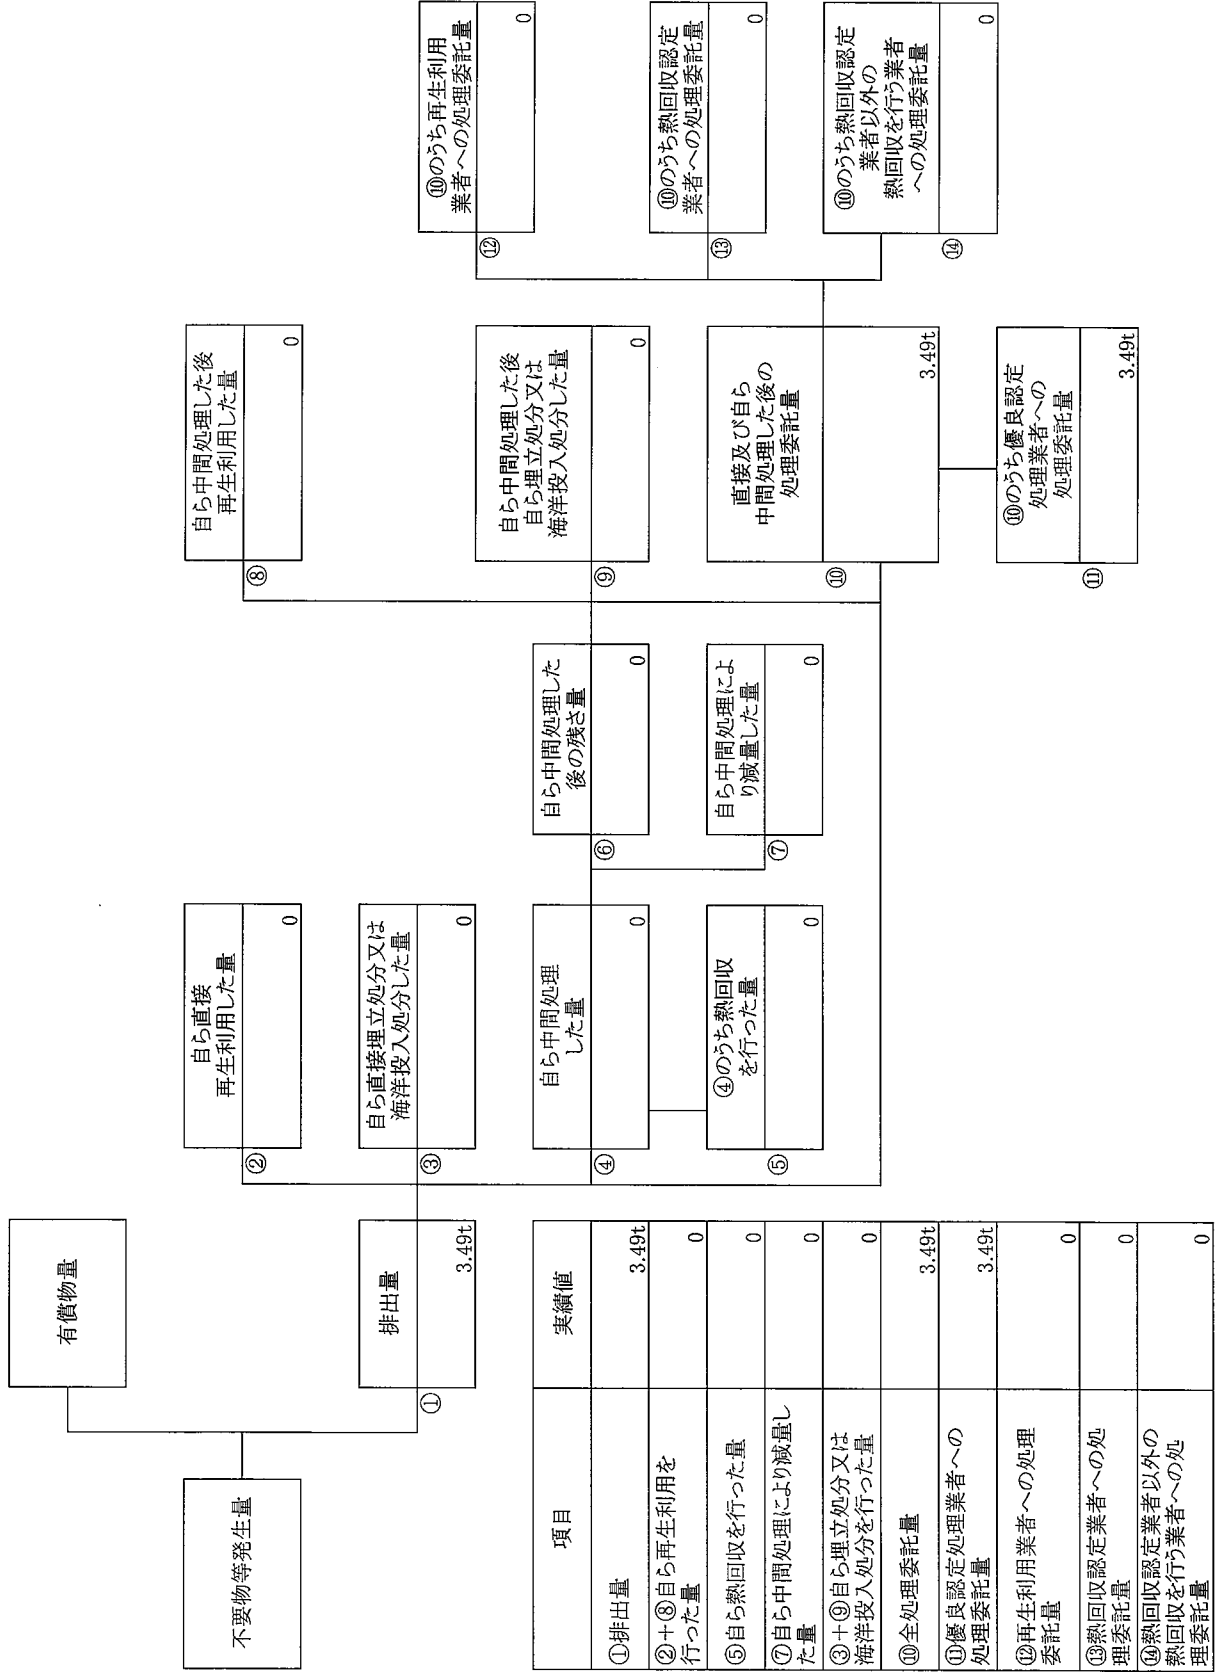 不要物等発生量
有償物量
①
排出量
3.49t
②
自ら直接
再生利用した量
0
③
自ら直接埋立処分又は
海洋投入処分した量
0
④
自ら中間処理
した量
0
⑤
④のうち熱回収
を行った量
0
⑥
自ら中間処理した
後の残さ量
0
⑦
自ら中間処理によ
り減量した量
0
⑧
自ら中間処理した後
再生利用した量
0
⑨
自ら中間処理した後
自ら埋立処分又は
海洋投入処分した量
0
⑩
直接及び自ら
中間処理した後の
処理委託量
3.49t
⑪
⑩のうち優良認定
処理業者への
処理委託量
3.49t
⑫
⑩のうち再生利用
業者への処理委託量
0
⑬
⑩のうち熱回収認定
業者への処理委託量
0
⑭
⑩のうち熱回収認定
業者以外の
熱回収を行う業者
への処理委託量
0
項目
実績値
①排出量
3.49t
②+⑧自ら再生利用を
行った量
0
⑤自ら熱回収を行った量
0
⑦自ら中間処理により減量し
た量
0
③+⑨自ら埋立処分又は
海洋投入処分を行った量
0
⑩全処理委託量
3.49t
⑪優良認定処理業者への
処理委託量
3.49t
⑫再生利用業者への処理
委託量
0
⑬熱回収認定業者への処
理委託量
0
⑭熱回収認定業者以外の
熱回収を行う業者への処
理委託量
0